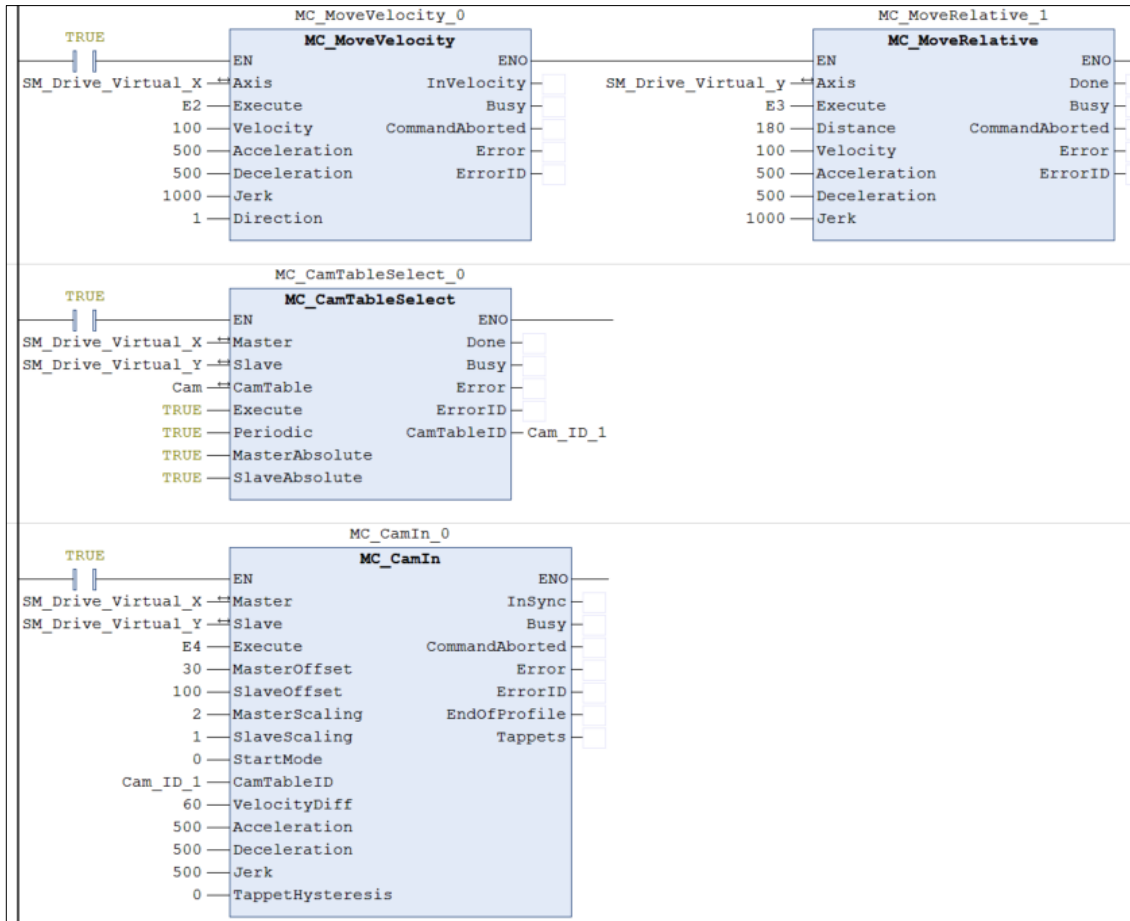 MC_MoveVelocity_0 MC_MoveRelative_1
TRUE MC_MoveVelocity MC_MoveRelative
EN ENO EN ENO
SM_Drive_Virtual_X Axis InVelocity SM_Drive_Virtual_y Axis Done
E2 Execute Busy E3 Execute Busy
100 Velocity CommandAborted 180 Distance CommandAborted
500 Acceleration Error 100 Velocity Error
500 Deceleration ErrorID 500 Acceleration ErrorID
1000 Jerk 500 Deceleration
1 Direction 1000 Jerk
MC_CamTableSelect_0
TRUE MC_CamTableSelect
EN ENO
SM_Drive_Virtual_X Master Done
SM_Drive_Virtual_Y Slave Busy
Cam CamTable Error
TRUE Execute ErrorID
TRUE Periodic CamTableID Cam_ID_1
TRUE MasterAbsolute
TRUE SlaveAbsolute
MC_CamIn_0
TRUE MC_CamIn
EN ENO
SM_Drive_Virtual_X Master InSync
SM_Drive_Virtual_Y Slave Busy
E4 Execute CommandAborted
30 MasterOffset Error
100 SlaveOffset ErrorID
2 MasterScaling EndOfProfile
1 SlaveScaling Tappets
0 StartMode
Cam_ID_1 CamTableID
60 VelocityDiff
500 Acceleration
500 Deceleration
500 Jerk
0 TappetHysteresis